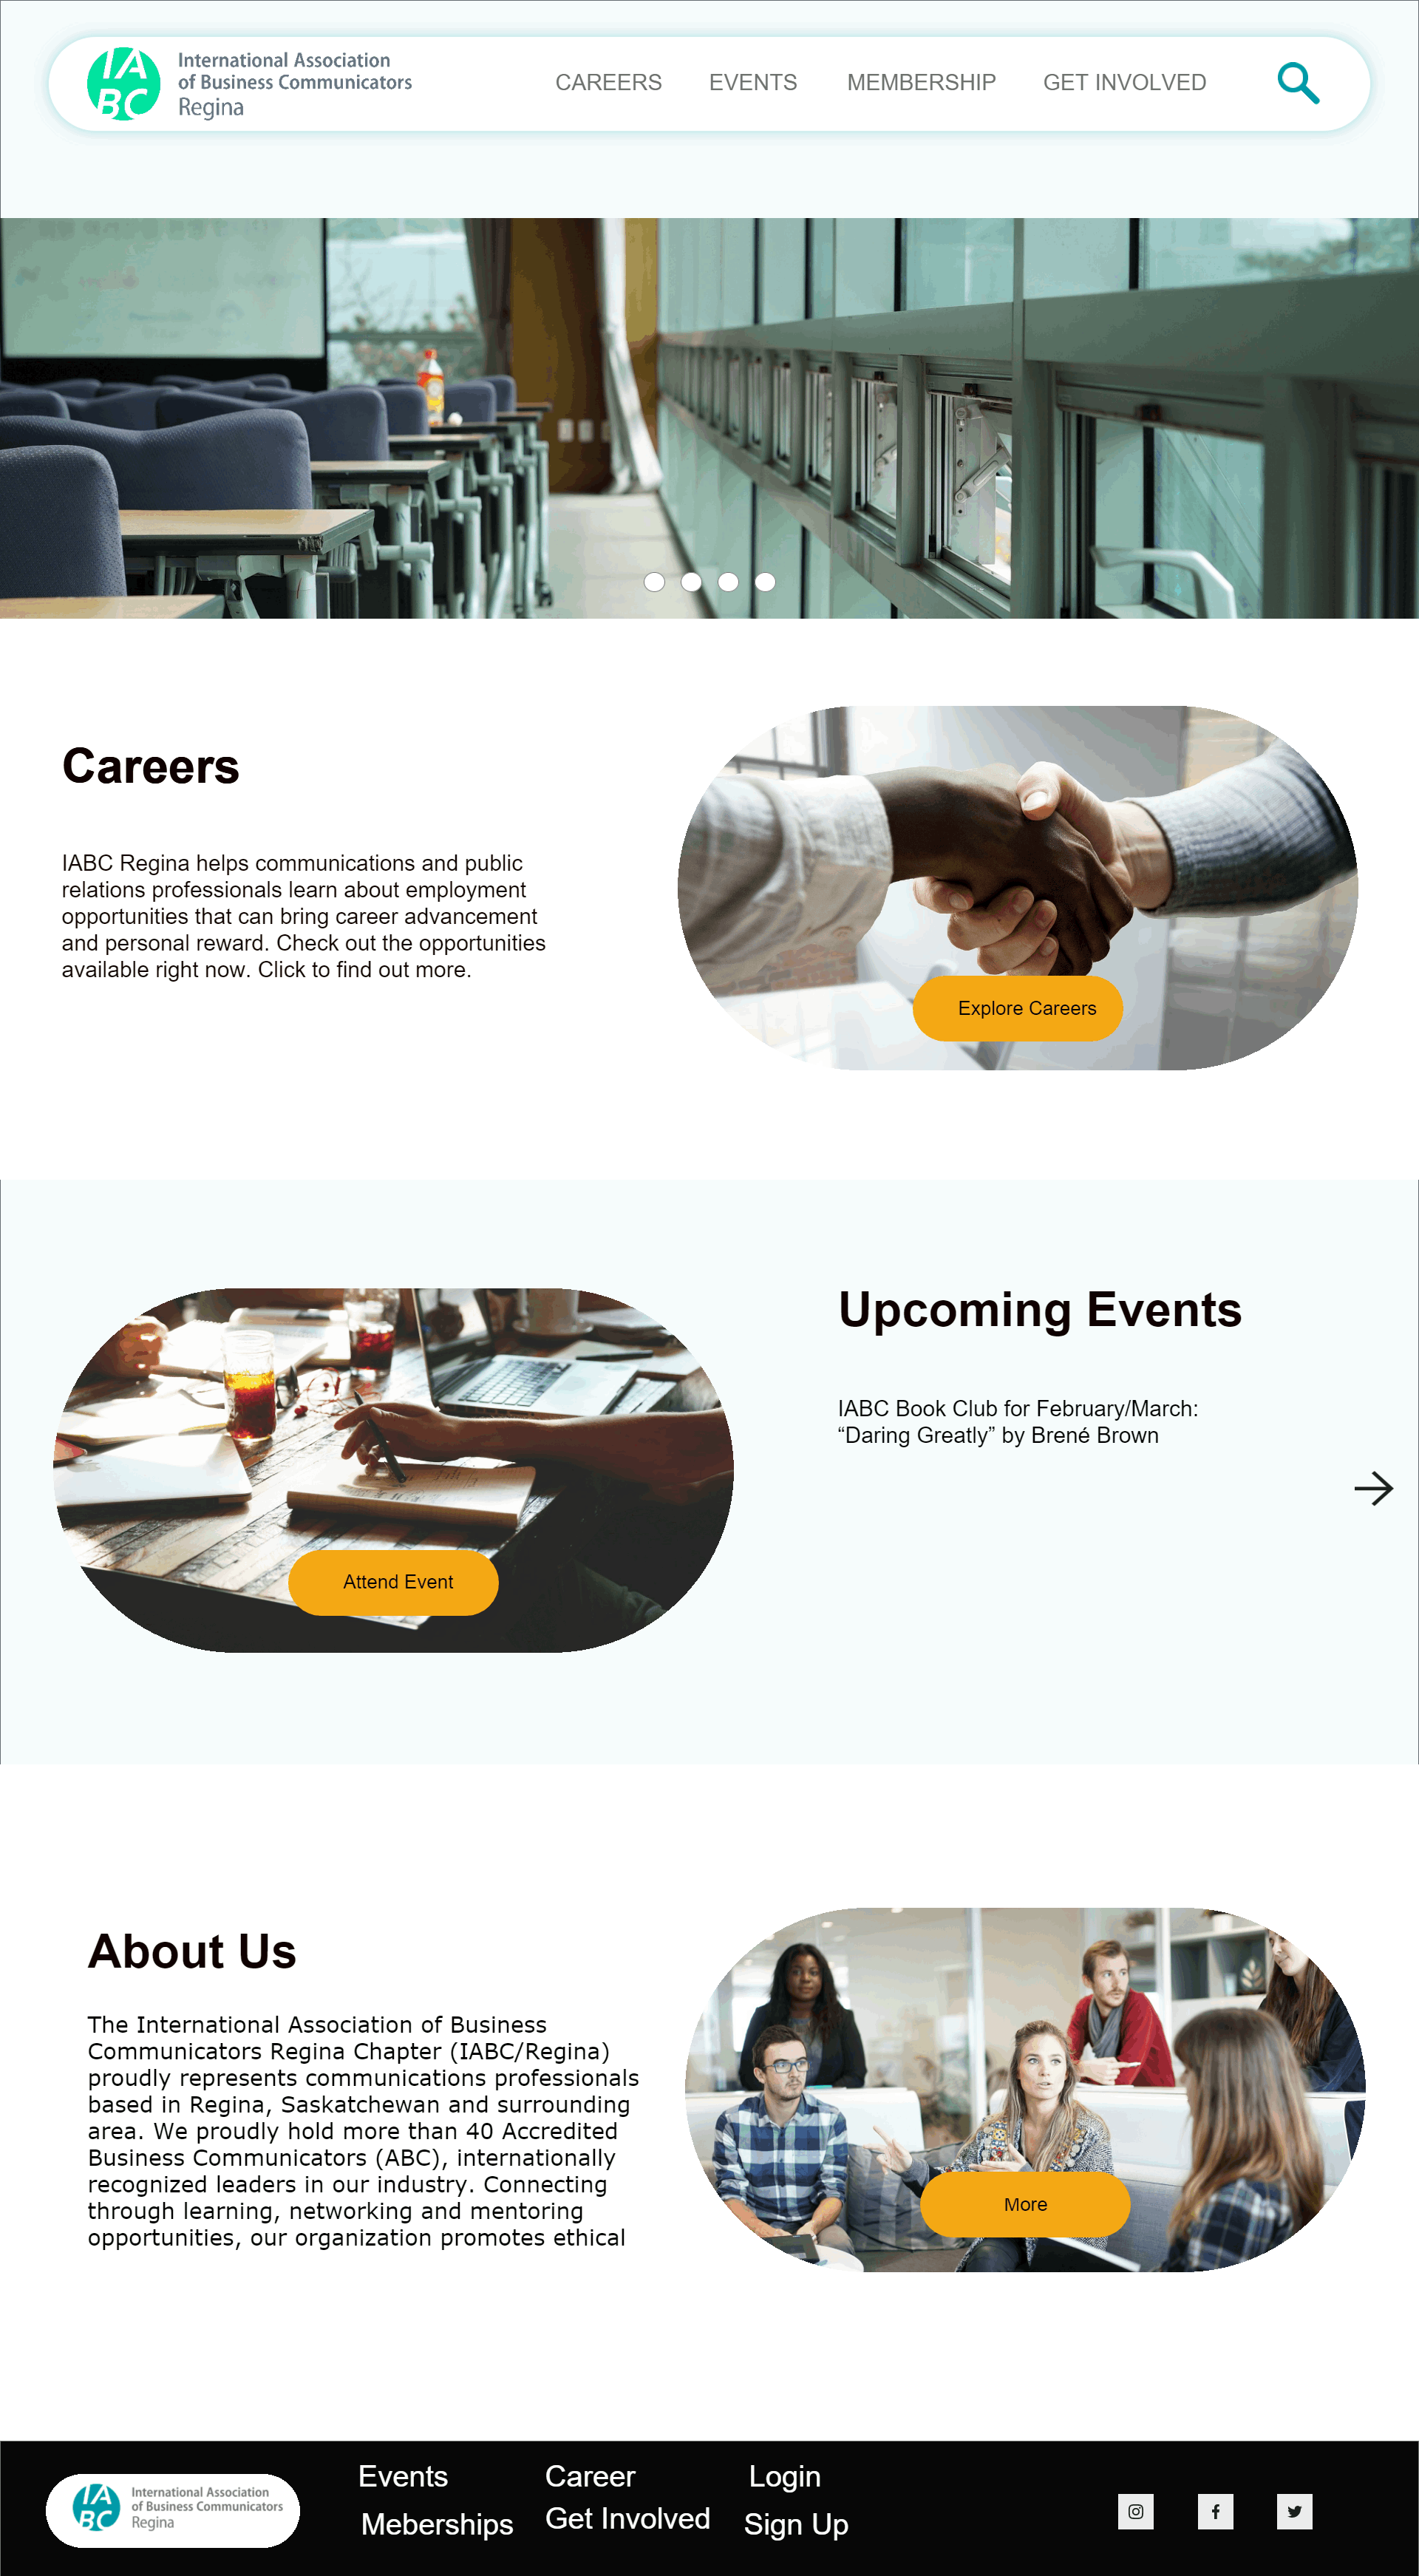 IABC
International Association
of Business Communicators
Regina
CAREERS
EVENTS
MEMBERSHIP
GET INVOLVED
Careers
IABC Regina helps communications and public
relations professionals learn about employment
opportunities that can bring career advancement
and personal reward. Check out the opportunities
available right now. Click to find out more.
Explore Careers
Upcoming Events
IABC Book Club for February/March:
“Daring Greatly” by Brené Brown
Attend Event
About Us
The International Association of Business
Communicators Regina Chapter (IABC/Regina)
proudly represents communications professionals
based in Regina, Saskatchewan and surrounding
area. We proudly hold more than 40 Accredited
Business Communicators (ABC), internationally
recognized leaders in our industry. Connecting
through learning, networking and mentoring
opportunities, our organization promotes ethical
More
IABC
International Association
of Business Communicators
Regina
Events
Career
Login
Meberships
Get Involved
Sign Up